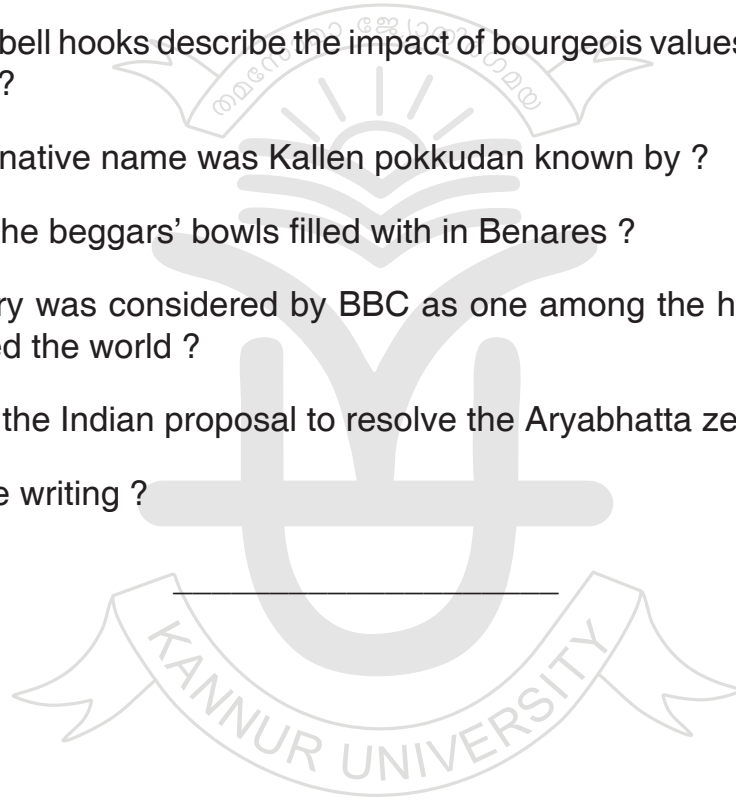 bell hooks describe the impact of bourgeois values
?
native name was Kallen pokkudan known by ?
he beggars’ bowls filled with in Benares ?
ry was considered by BBC as one among the h
ed the world ?
the Indian proposal to resolve the Aryabhatta ze
e writing ?
KANNUR UNIVERSITY